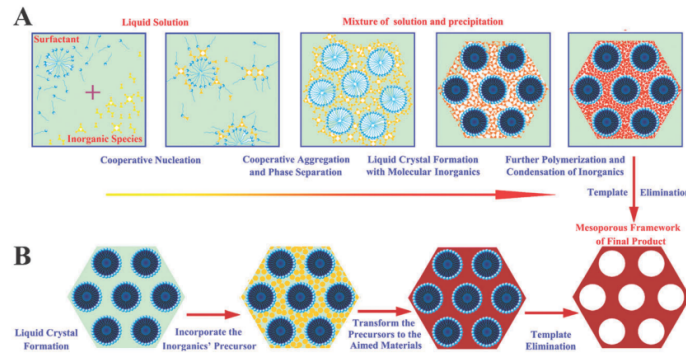 A
Liquid Solution
Mixture of solution and precipitation
Surfactant
Inorganic Species
Cooperative Nucleation
Cooperative Aggregation
and Phase Separation
Liquid Crystal Formation
with Molecular Inorganics
Further Polymerization and
Condensation of Inorganics
Template Elimination
Mesoporous Framework
of Final Product
B
Liquid Crystal
Formation
Incorporate the
Inorganics' Precursor
Transform the
Precursors to the
Aimed Materials
Template
Elimination